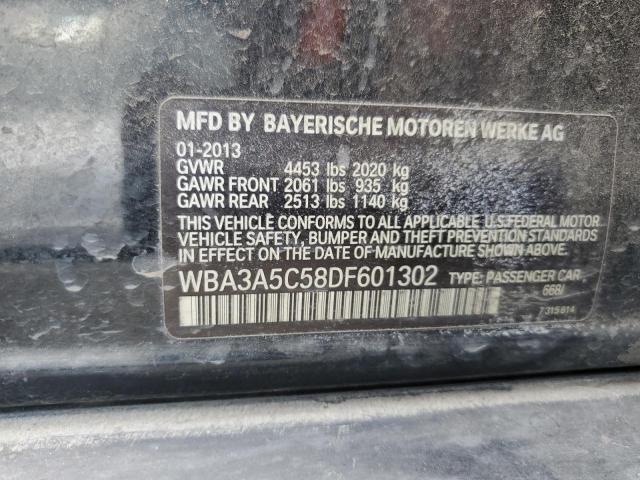 MFD BY BAYERISCHE MOTOREN WERKE AG
01-2013
GVWR 4453 lbs 2020 kg
GAWR FRONT 2061 lbs 935 kg
GAWR REAR 2513 lbs 1140 kg
THIS VEHICLE CONFORMS TO ALL APPLICABLE U.S.FEDERAL MOTOR
VEHICLE SAFETY, BUMPER AND THEFT PREVENTION STANDARDS
IN EFFECT ON THE DATE OF MANUFACTURE SHOWN ABOVE.
WBA3A5C58DF601302 TYPE: PASSENGER CAR
668/
7315814